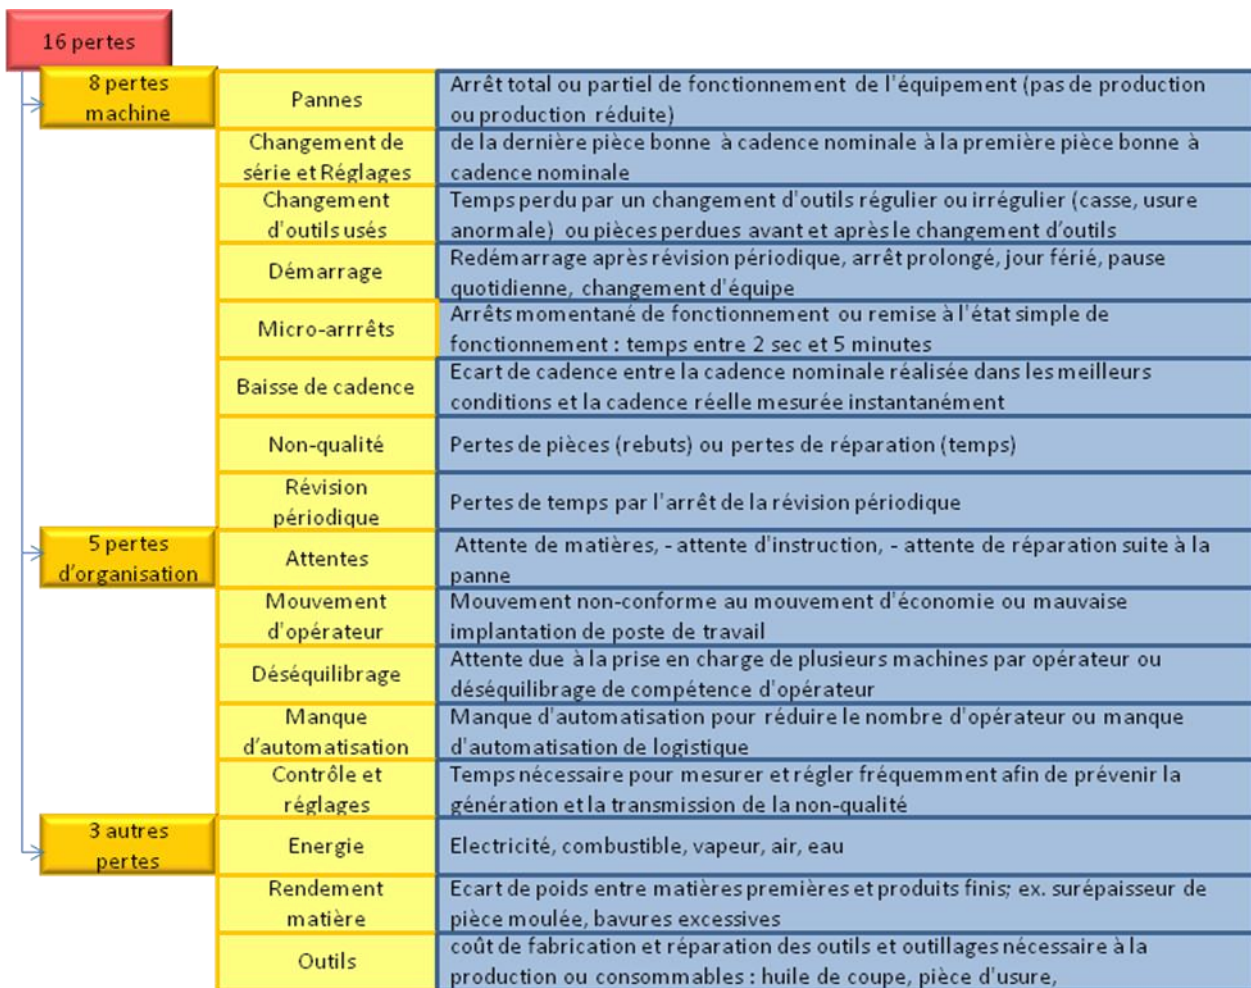 16 pertes
8 pertes
machine
Pannes
Arrêt total ou partiel de fonctionnement de l'équipement (pas de production
ou production réduite)
Changement de
série et Réglages
de la dernière pièce bonne à cadence nominale à la première pièce bonne à
cadence nominale
Changement
d'outils usés
Temps perdu par un changement d'outils régulier ou irrégulier (casse, usure
anormale) ou pièces perdues avant et après le changement d'outils
Démarrage
Redémarrage après révision périodique, arrêt prolongé, jour férié, pause
quotidienne, changement d'équipe
Micro-arrrêts
Arrêts momentané de fonctionnement ou remise à l'état simple de
fonctionnement : temps entre 2 sec et 5 minutes
Baisse de cadence
Ecart de cadence entre la cadence nominale réalisée dans les meilleurs
conditions et la cadence réelle mesurée instantanément
Non-qualité
Pertes de pièces (rebuts) ou pertes de réparation (temps)
Révision
périodique
Pertes de temps par l'arrêt de la révision périodique
5 pertes
d'organisation
Attentes
Attente de matières, - attente d'instruction, - attente de réparation suite à la
panne
Mouvement
d'opérateur
Mouvement non-conforme au mouvement d'économie ou mauvaise
implantation de poste de travail
Déséquilibrage
Attente due à la prise en charge de plusieurs machines par opérateur ou
déséquilibrage de compétence d'opérateur
Manque
d'automatisation
Manque d'automatisation pour réduire le nombre d'opérateur ou manque
d'automatisation de logistique
Contrôle et
réglages
Temps nécessaire pour mesurer et régler fréquemment afin de prévenir la
génération et la transmission de la non-qualité
3 autres
pertes
Energie
Electricité, combustible, vapeur, air, eau
Rendement
matière
Ecart de poids entre matières premières et produits finis; ex. surépaisseur de
pièce moulée, bavures excessives
Outils
coût de fabrication et réparation des outils et outillages nécessaire à la
production ou consommables : huile de coupe, pièce d'usure,